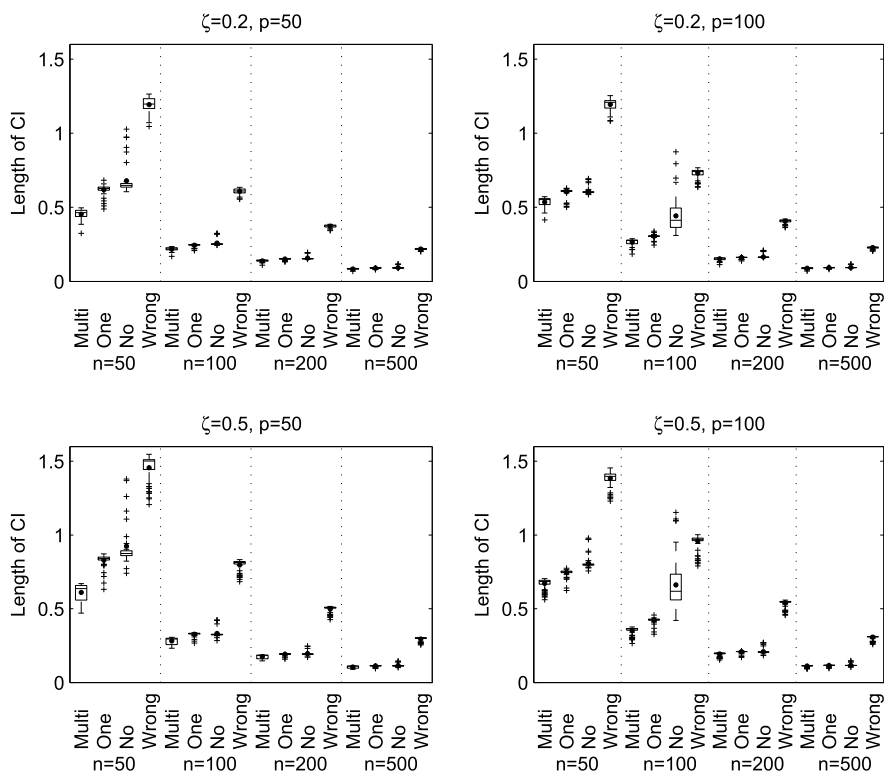 ζ=0.2, p=50
Length of CI
1.5
1
0.5
0
Multi One No Wrong Multi One No Wrong Multi One No Wrong Multi One No Wrong
n=50 n=100 n=200 n=500
ζ=0.2, p=100
Length of CI
1.5
1
0.5
0
Multi One No Wrong Multi One No Wrong Multi One No Wrong Multi One No Wrong
n=50 n=100 n=200 n=500
ζ=0.5, p=50
Length of CI
1.5
1
0.5
0
Multi One No Wrong Multi One No Wrong Multi One No Wrong Multi One No Wrong
n=50 n=100 n=200 n=500
ζ=0.5, p=100
Length of CI
1.5
1
0.5
0
Multi One No Wrong Multi One No Wrong Multi One No Wrong Multi One No Wrong
n=50 n=100 n=200 n=500